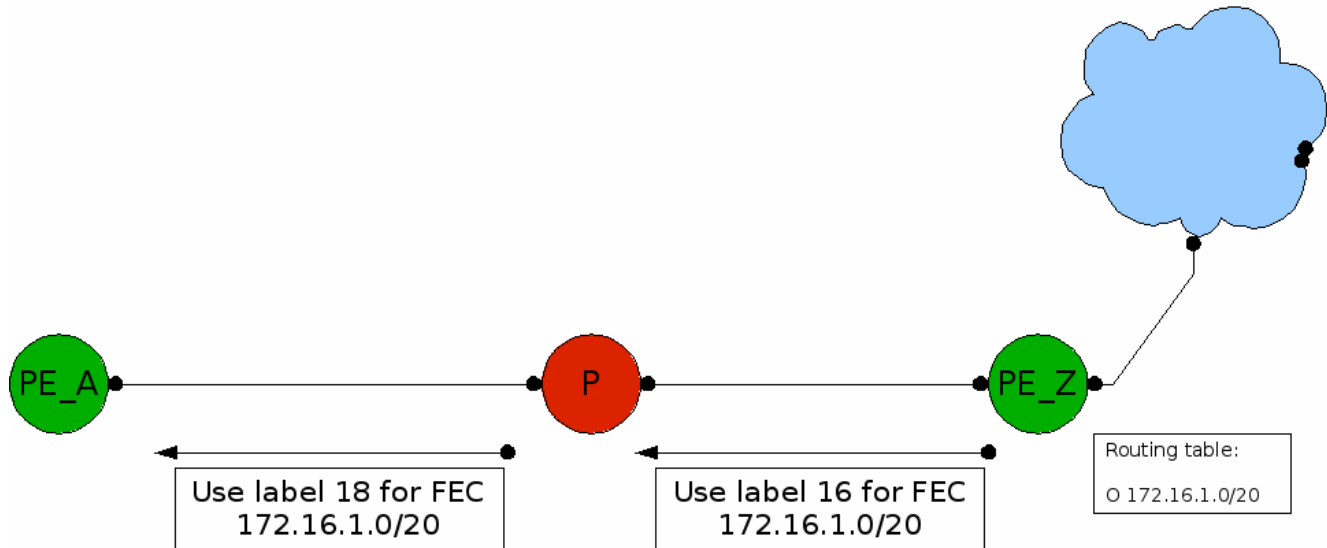 PE_A
P
PE_Z
Use label 18 for FEC
172.16.1.0/20
Use label 16 for FEC
172.16.1.0/20
Routing table:
O 172.16.1.0/20